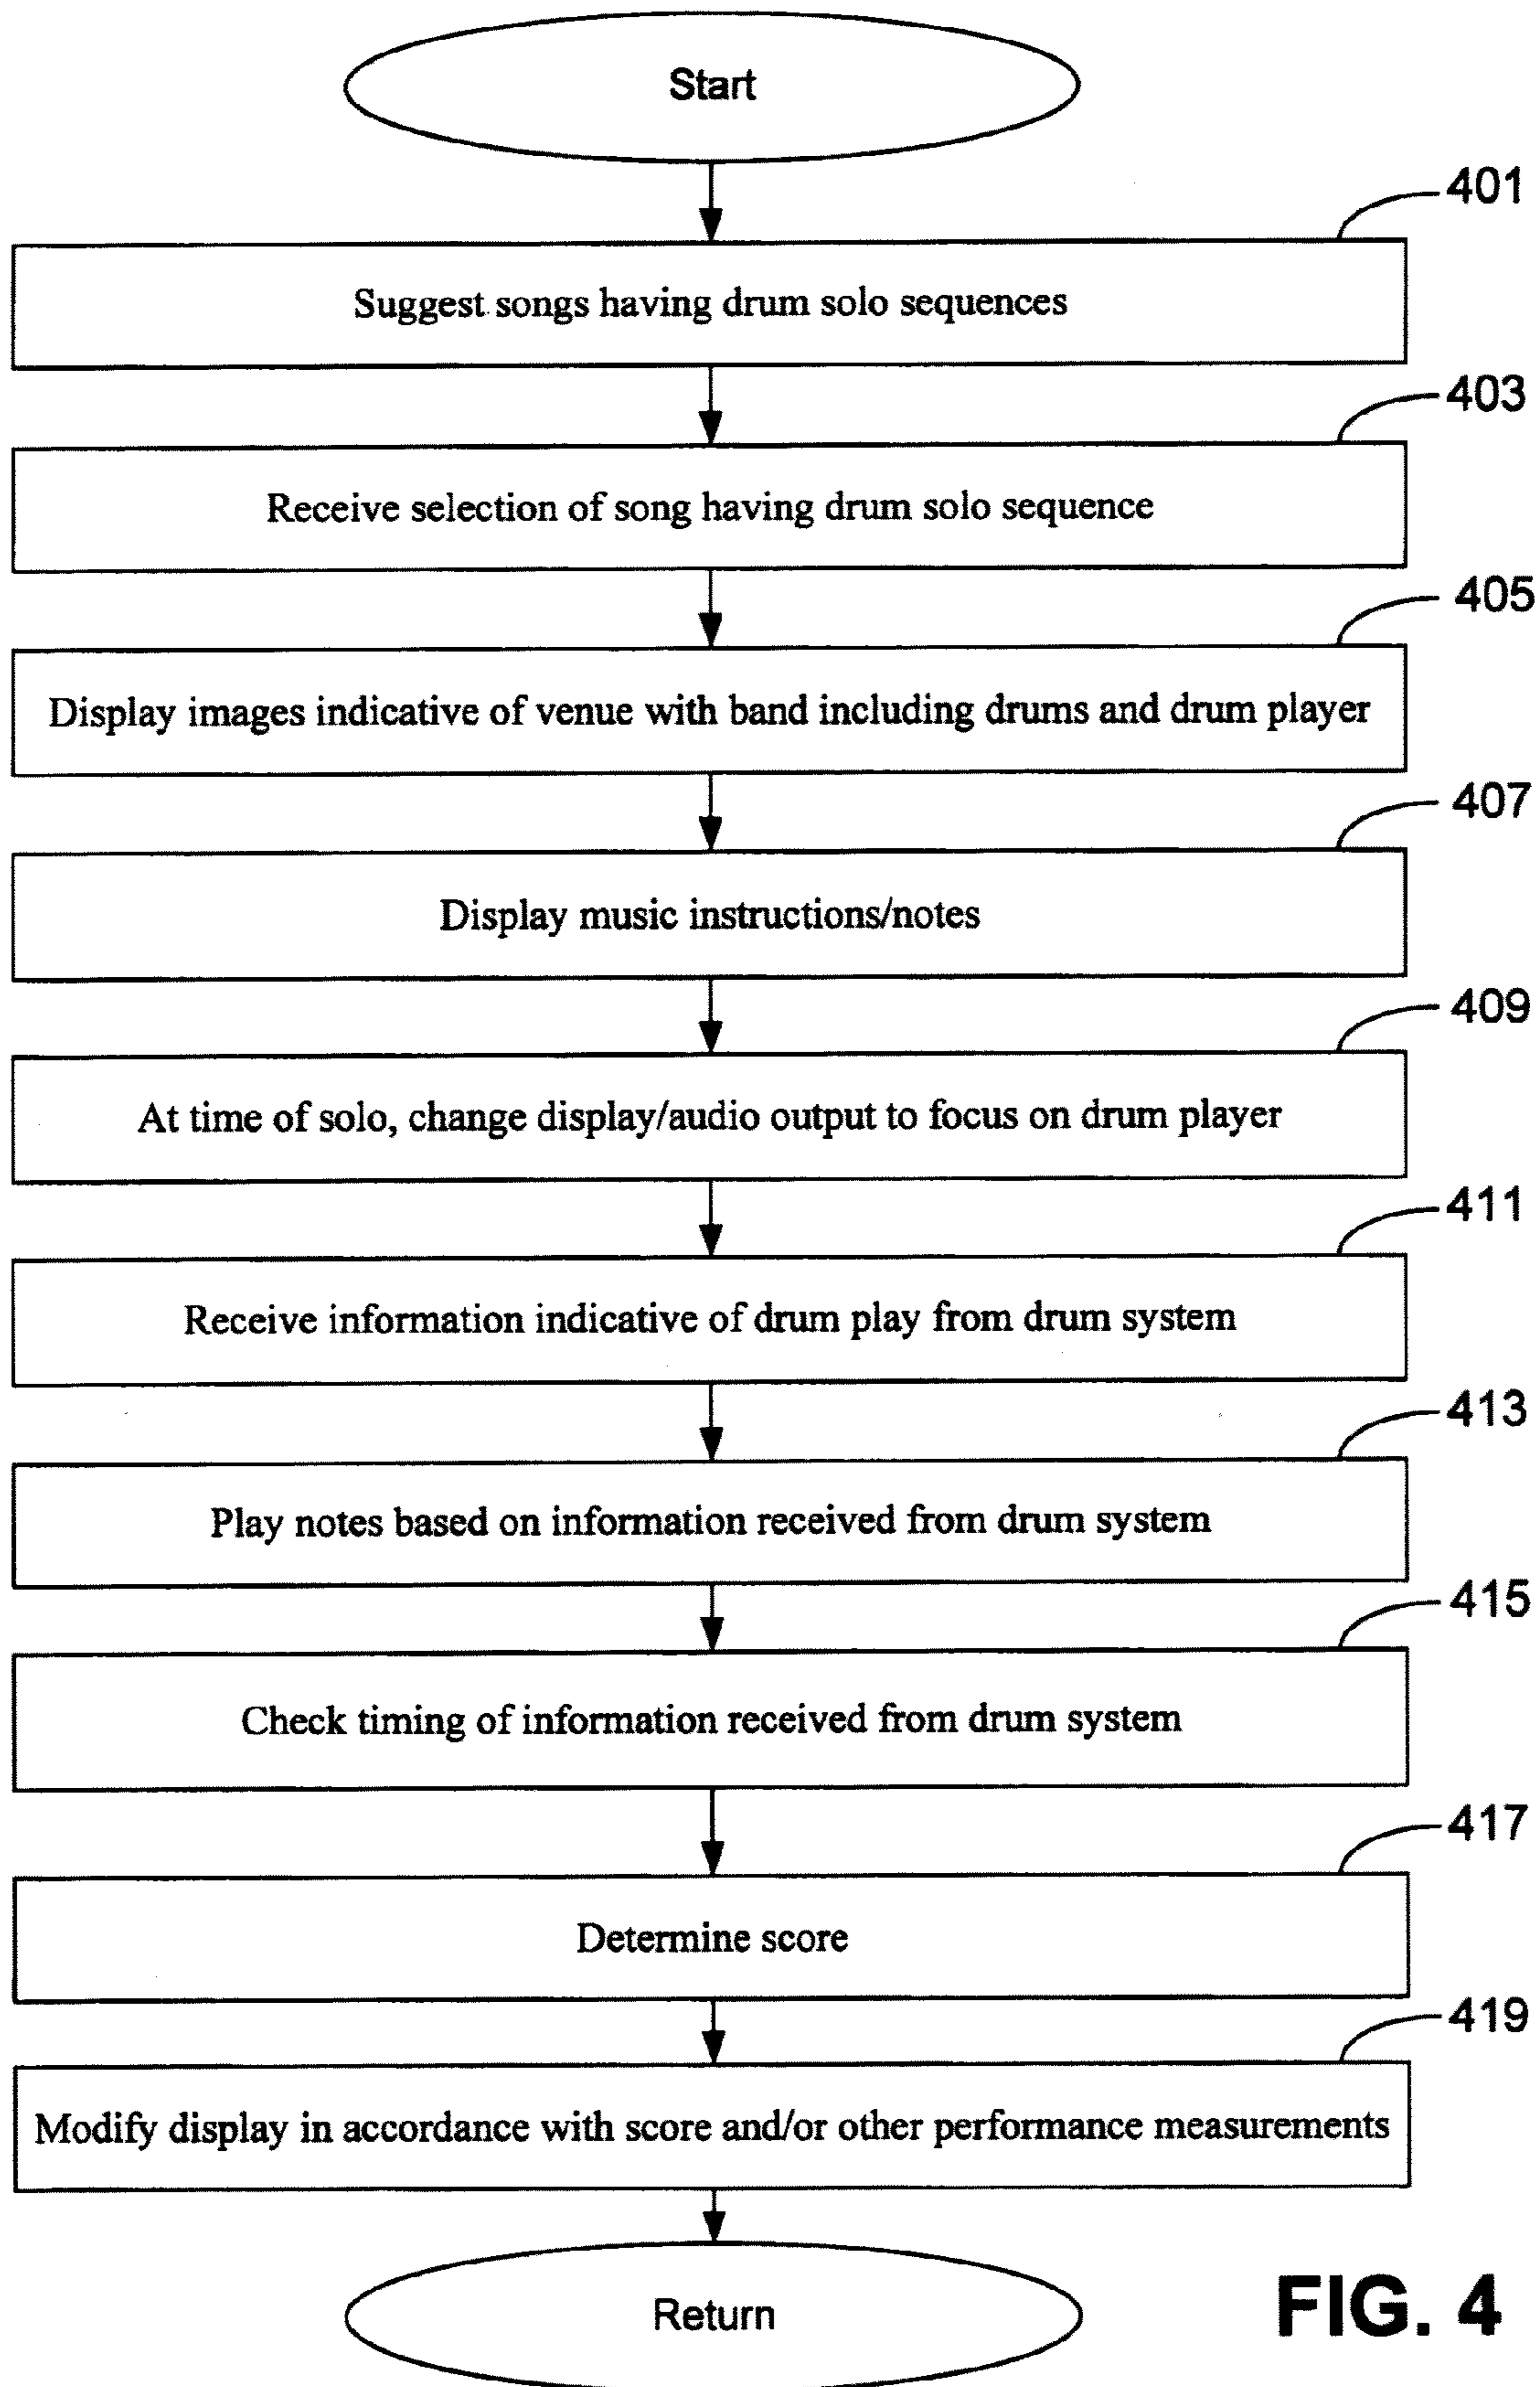 Start
401
Suggest songs having drum solo sequences
403
Receive selection of song having drum solo sequence
405
Display images indicative of venue with band including drums and drum player
407
Display music instructions/notes
409
At time of solo, change display/audio output to focus on drum player
411
Receive information indicative of drum play from drum system
413
Play notes based on information received from drum system
415
Check timing of information received from drum system
417
Determine score
419
Modify display in accordance with score and/or other performance measurements
Return
FIG. 4